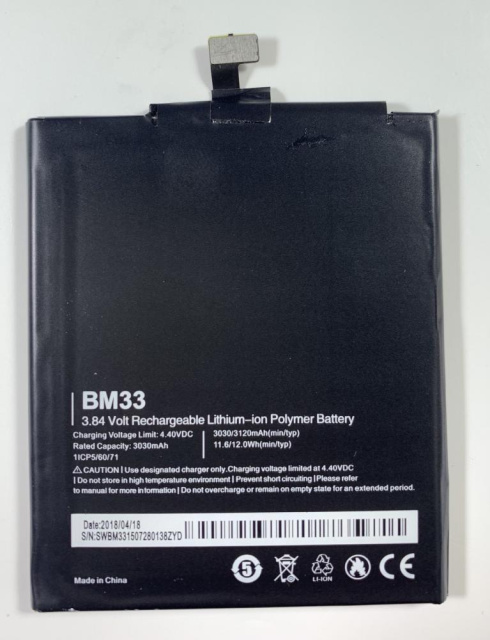 BM33
3.84 Volt Rechargeable Lithium-ion Polymer Battery
Charging Voltage Limit: 4.40VDC 3030/3120mAh(min/typ)
Rated Capacity: 3030mAh 11.6/12.0Wh(min/typ)
1ICP5/60/71
CAUTION | Use designated charger only.Charging voltage limited at 4.40VDC
| Do not store in high temperature environment | Prevent short circuiting | Please refer
to manual for more information | Do not overcharge or remain on empty state for an extended period.
Date:2018/04/18
S/N:SWBM331507280138ZYD
5
LI-ION
CE
Made in China